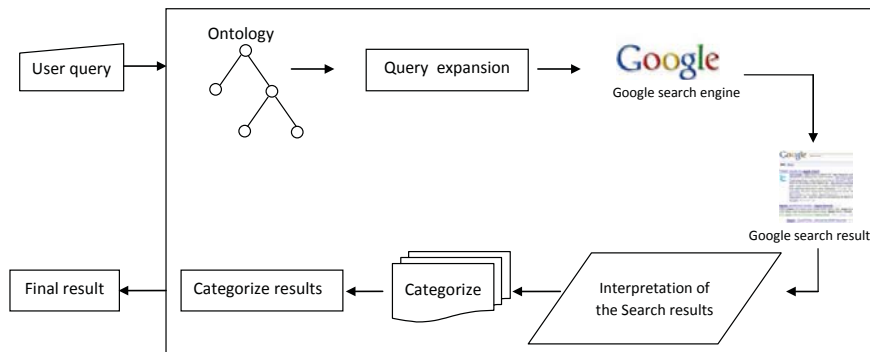 Ontology
User query
Query expansion
Google
Google search engine
Google
Google search result
Final result
Categorize results
Categorize
Interpretation of
the Search results